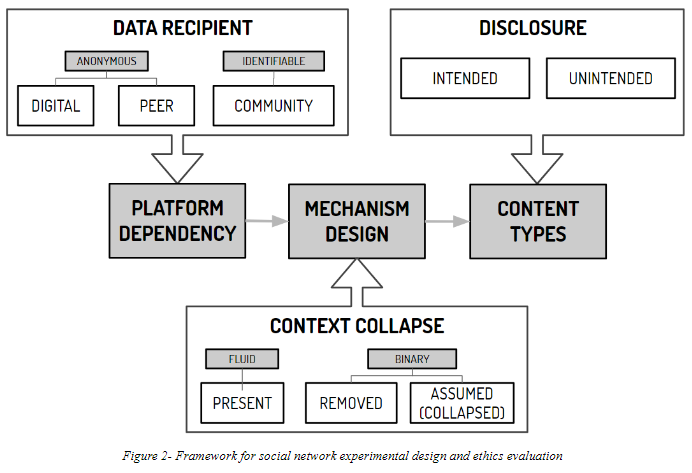 DATA RECIPIENT
ANONYMOUS
IDENTIFIABLE
DIGITAL
PEER
COMMUNITY
DISCLOSURE
INTENDED
UNINTENDED
PLATFORM
DEPENDENCY
MECHANISM
DESIGN
CONTENT
TYPES
CONTEXT COLLAPSE
FLUID
BINARY
PRESENT
REMOVED
ASSUMED
(COLLAPSED)
Figure 2- Framework for social network experimental design and ethics evaluation